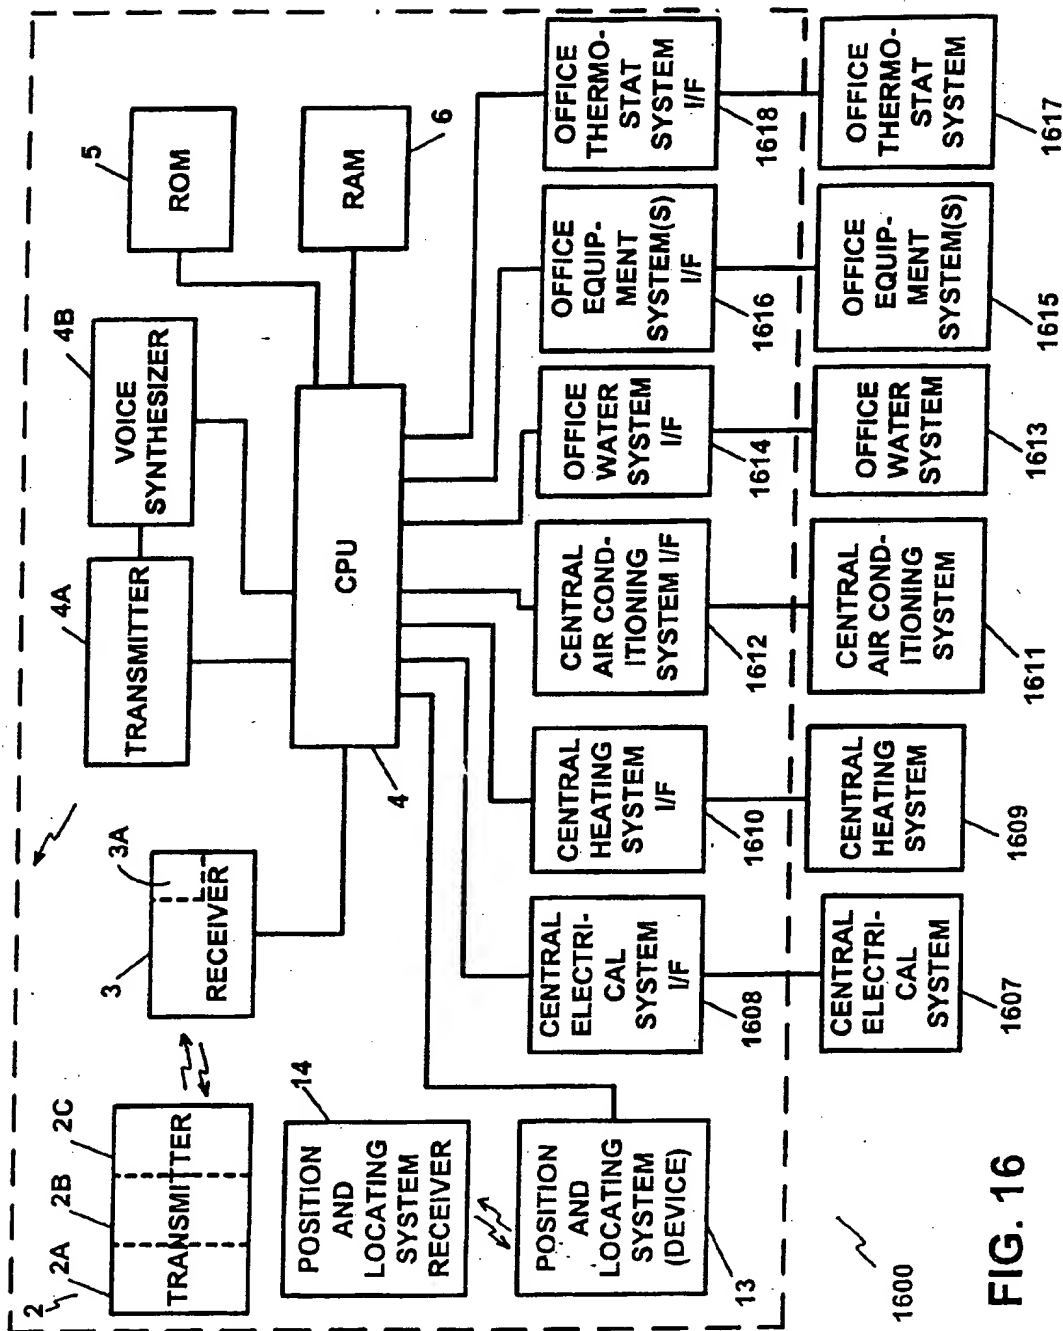 2
2A
2B
2C
TRANSMITTER
3
3A
RECEIVER
4A
TRANSMITTER
4B
VOICE
SYNTHESIZER
5
ROM
14
POSITION
AND
LOCATING
SYSTEM
RECEIVER
CPU
4
RAM
6
POSITION
AND
LOCATING
SYSTEM
(DEVICE)
13
CENTRAL
ELECTRI-
CAL
SYSTEM
I/F
1608
CENTRAL
HEATING
SYSTEM
I/F
1610
CENTRAL
AIR COND-
ITIONING
SYSTEM I/F
1612
OFFICE
WATER
SYSTEM
I/F
1614
OFFICE
EQUIP-
MENT
SYSTEM(S)
I/F
1616
OFFICE
THERMO-
STAT
SYSTEM
I/F
1618
CENTRAL
ELECTRI-
CAL
SYSTEM
1607
CENTRAL
HEATING
SYSTEM
1609
CENTRAL
AIR COND-
ITIONING
SYSTEM
1611
OFFICE
WATER
SYSTEM
1613
OFFICE
EQUIP-
MENT
SYSTEM(S)
1615
OFFICE
THERMO-
STAT
SYSTEM
1617
1600
FIG. 16